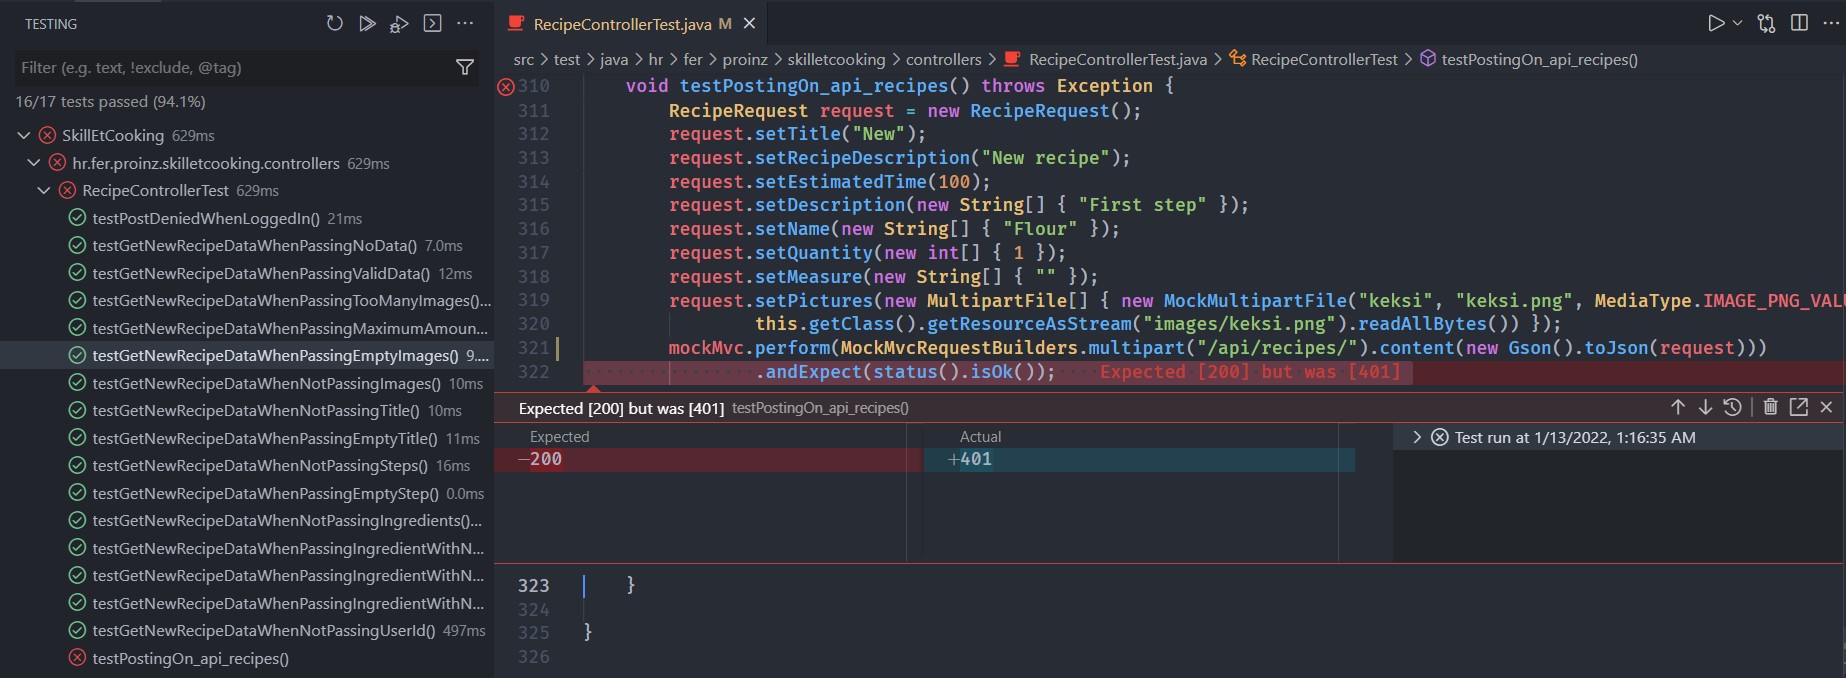 TESTING
Filter (e.g. text, !exclude, @tag)
16/17 tests passed (94.1%)
SkillEtCooking 629ms
hr.fer.proinz.skilletcooking.controllers 629ms
RecipeControllerTest 629ms
testPostDeniedWhenLoggedIn() 21ms
testGetNewRecipeDataWhenPassingNoData() 7.0ms
testGetNewRecipeDataWhenPassingValidData() 12ms
testGetNewRecipeDataWhenPassingTooManyImages()...
testGetNewRecipeDataWhenPassingMaximumAmoun...
testGetNewRecipeDataWhenPassingEmptyImages() 9....
testGetNewRecipeDataWhenNotPassingImages() 10ms
testGetNewRecipeDataWhenNotPassingTitle() 10ms
testGetNewRecipeDataWhenPassingEmptyTitle() 11ms
testGetNewRecipeDataWhenNotPassingSteps() 16ms
testGetNewRecipeDataWhenPassingEmptyStep() 0.0ms
testGetNewRecipeDataWhenNotPassingIngredients()...
testGetNewRecipeDataWhenPassingIngredientWithN...
testGetNewRecipeDataWhenPassingIngredientWithN...
testGetNewRecipeDataWhenPassingIngredientWithN...
testGetNewRecipeDataWhenNotPassingUserId() 497ms
testPostingOn_api_recipes()
RecipeControllerTest.java M
src > test > java > hr > fer > proinz > skilletcooking > controllers > RecipeControllerTest.java > RecipeControllerTest > testPostingOn_api_recipes()
310 void testPostingOn_api_recipes() throws Exception {
311 RecipeRequest request = new RecipeRequest();
312 request.setTitle("New");
313 request.setRecipeDescription("New recipe");
314 request.setEstimatedTime(100);
315 request.setDescription(new String[] { "First step" });
316 request.setName(new String[] { "Flour" });
317 request.setQuantity(new int[] { 1 });
318 request.setMeasure(new String[] { "" });
319 request.setPictures(new MultipartFile[] { new MockMultipartFile("keksi", "keksi.png", MediaType.IMAGE_PNG_VALU
320 this.getClass().getResourceAsStream("images/keksi.png").readAllBytes()) });
321 mockMvc.perform(MockMvcRequestBuilders.multipart("/api/recipes/").content(new Gson().toJson(request)))
322 .andExpect(status().isOk()); Expected [200] but was [401]
Expected [200] but was [401] testPostingOn_api_recipes()
Expected Actual
−200 +401
Test run at 1/13/2022, 1:16:35 AM
323 }
324
325 }
326